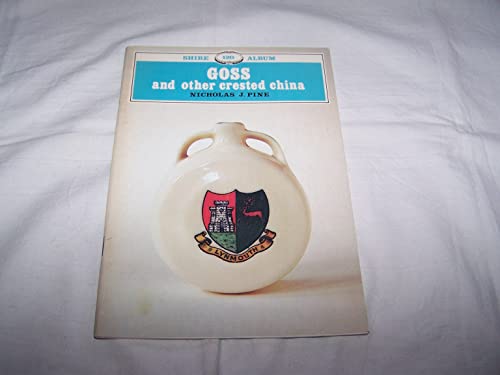 SHIRE 120 ALBUM
GOSS
and other crested china
NICHOLAS J. PINE
LYNMOUTH